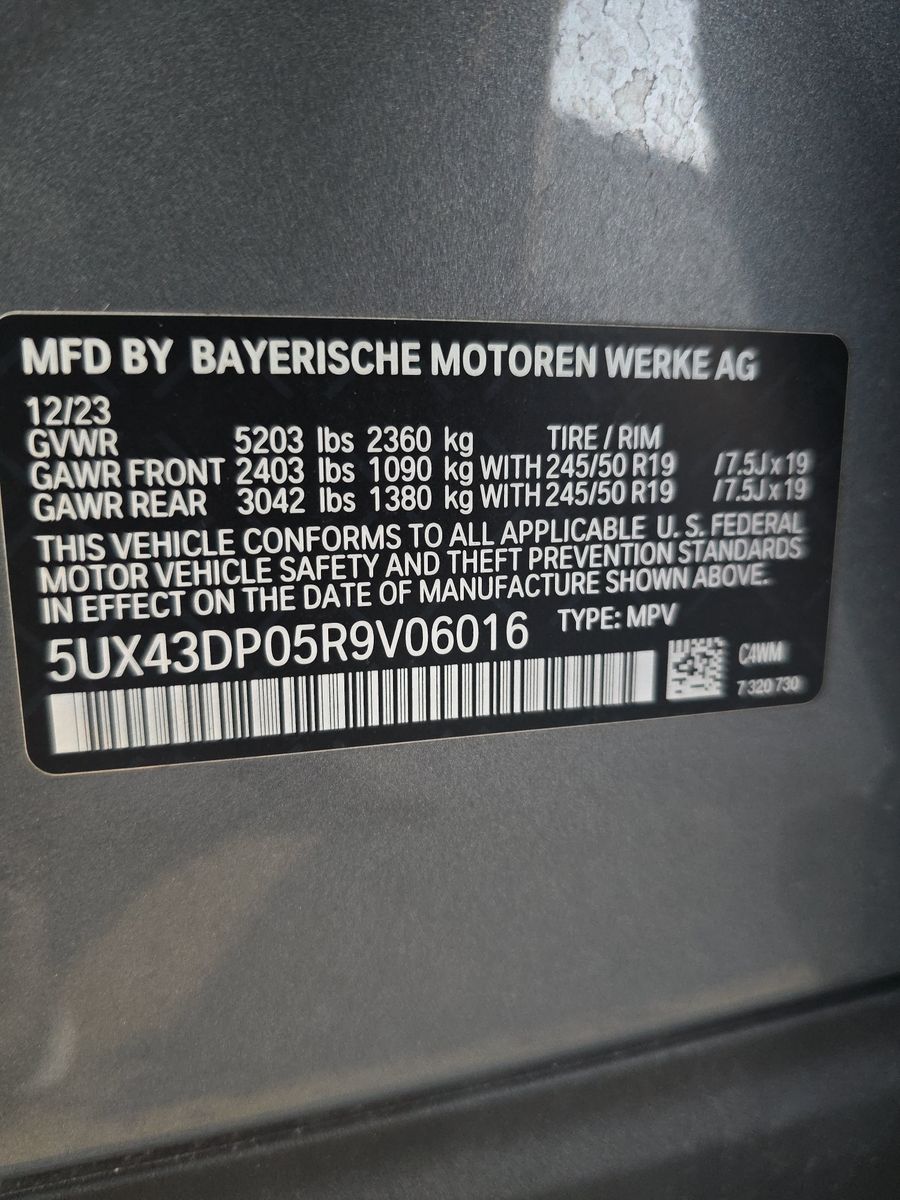 MFD BY BAYERISCHE MOTOREN WERKE AG
12/23
GVWR 5203 lbs 2360 kg TIRE / RIM
GAWR FRONT 2403 lbs 1090 kg WITH 245/50 R19 /7.5J x 19
GAWR REAR 3042 lbs 1380 kg WITH 245/50 R19 /7.5J x 19
THIS VEHICLE CONFORMS TO ALL APPLICABLE U. S. FEDERAL
MOTOR VEHICLE SAFETY AND THEFT PREVENTION STANDARDS
IN EFFECT ON THE DATE OF MANUFACTURE SHOWN ABOVE.
5UX43DP05R9V06016 TYPE: MPV
C4WM
7 320 730